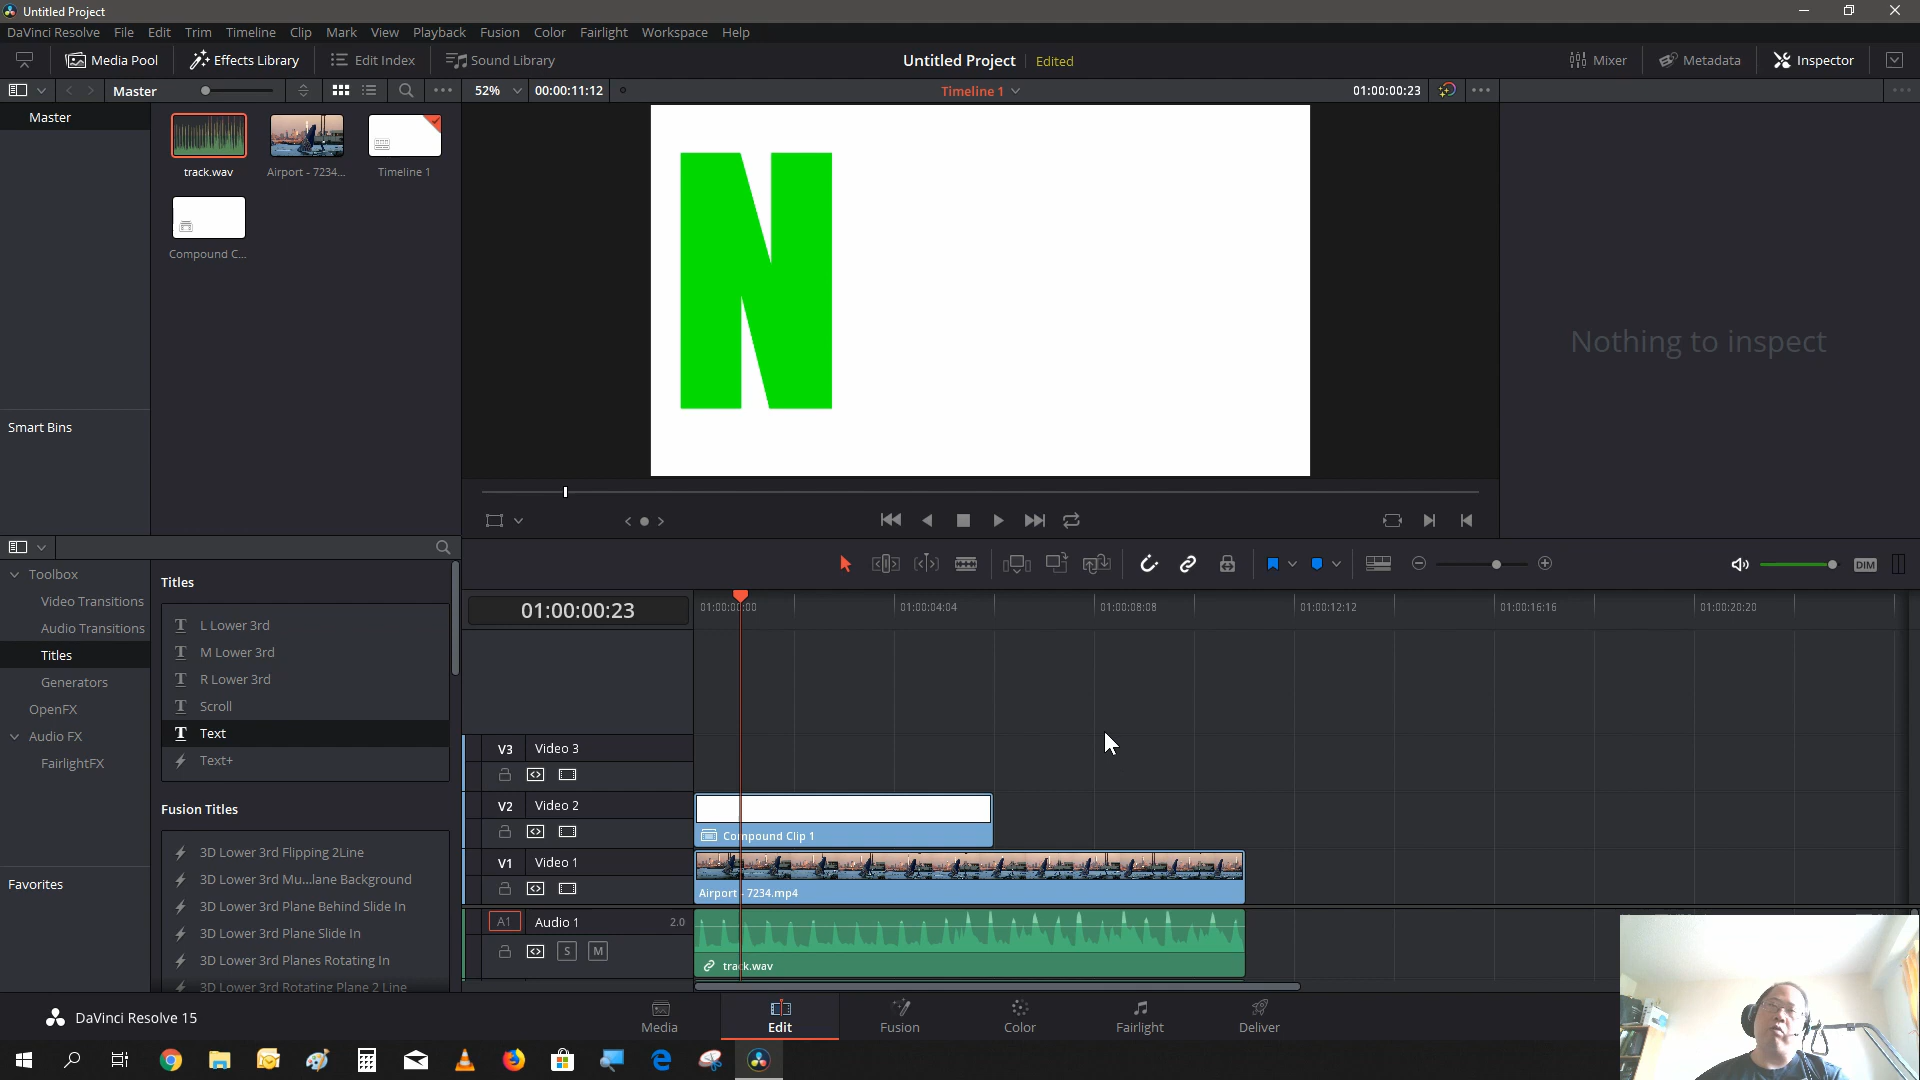 Untitled Project
DaVinci Resolve File Edit Trim Timeline Clip Mark View Playback Fusion Color Fairlight Workspace Help
Media Pool Effects Library Edit Index Sound Library Untitled Project Edited Mixer Metadata Inspector
Master 52% 00:00:11:12 Timeline 1 01:00:00:23
Master
track.wav Airport - 7234... Timeline 1
Compound C...
N
Nothing to inspect
Smart Bins
Toolbox
Video Transitions
Audio Transitions
Titles
Generators
OpenFX
Audio FX
FairlightFX
Favorites
Titles
L Lower 3rd
M Lower 3rd
R Lower 3rd
Scroll
Text
Text+
Fusion Titles
3D Lower 3rd Flipping 2Line
3D Lower 3rd Mu...lane Background
3D Lower 3rd Plane Behind Slide In
3D Lower 3rd Plane Slide In
3D Lower 3rd Planes Rotating In
3D Lower 3rd Rotating Plane 2 Line
DIM
01:00:00:23 01:00:00:00 01:00:04:04 01:00:08:08 01:00:12:12 01:00:16:16 01:00:20:20
V3 Video 3
V2 Video 2
Compound Clip 1
V1 Video 1
Airport - 7234.mp4
A1 Audio 1 2.0
S M
track.wav
DaVinci Resolve 15
Media Edit Fusion Color Fairlight Deliver